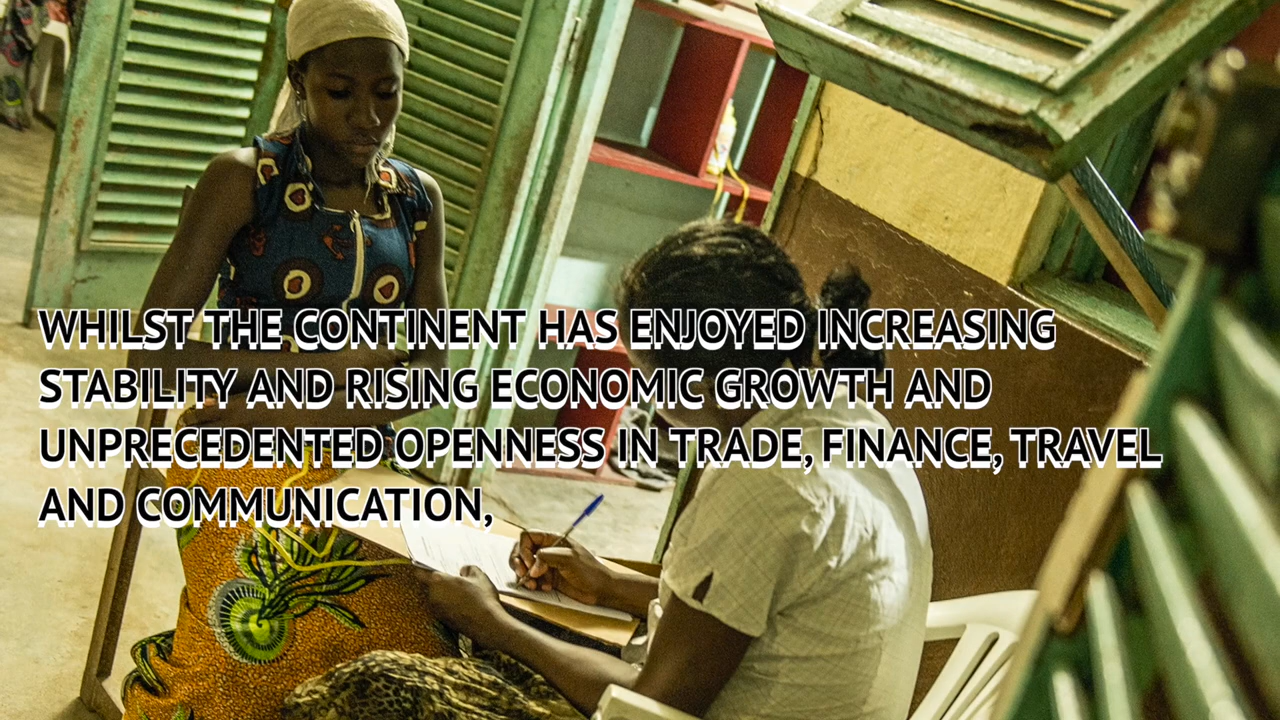 WHILST THE CONTINENT HAS ENJOYED INCREASING
STABILITY AND RISING ECONOMIC GROWTH AND
UNPRECEDENTED OPENNESS IN TRADE, FINANCE, TRAVEL
AND COMMUNICATION,